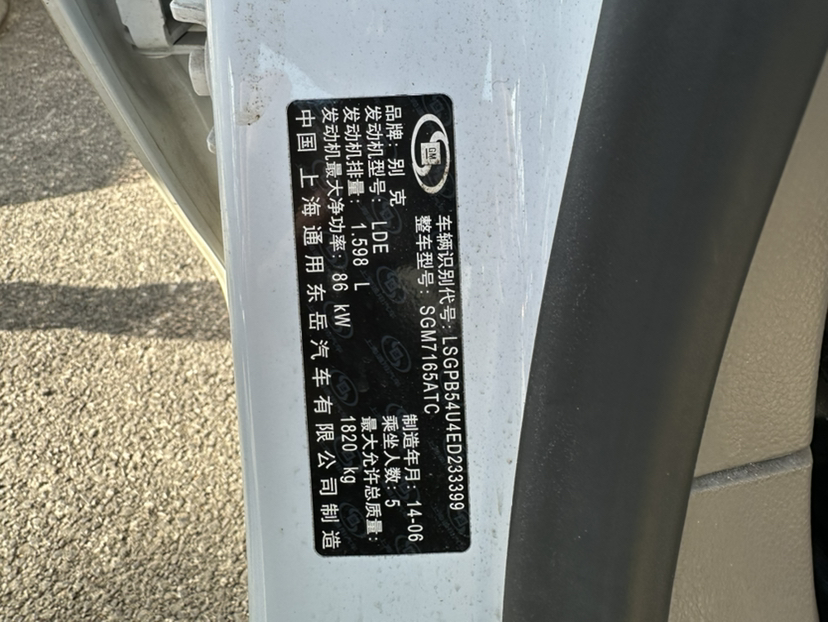 GM
车辆识别代号: LSGPB54U4ED233399
整车型号: SGM7165ATC
品牌: 别克
制造年月: 14-06
发动机型号: LDE
乘坐人数: 5
发动机排量: 1.598 L
最大允许总质量:
发动机最大净功率: 86 kW
1820 kg
中国 上海通用东岳汽车有限公司制造